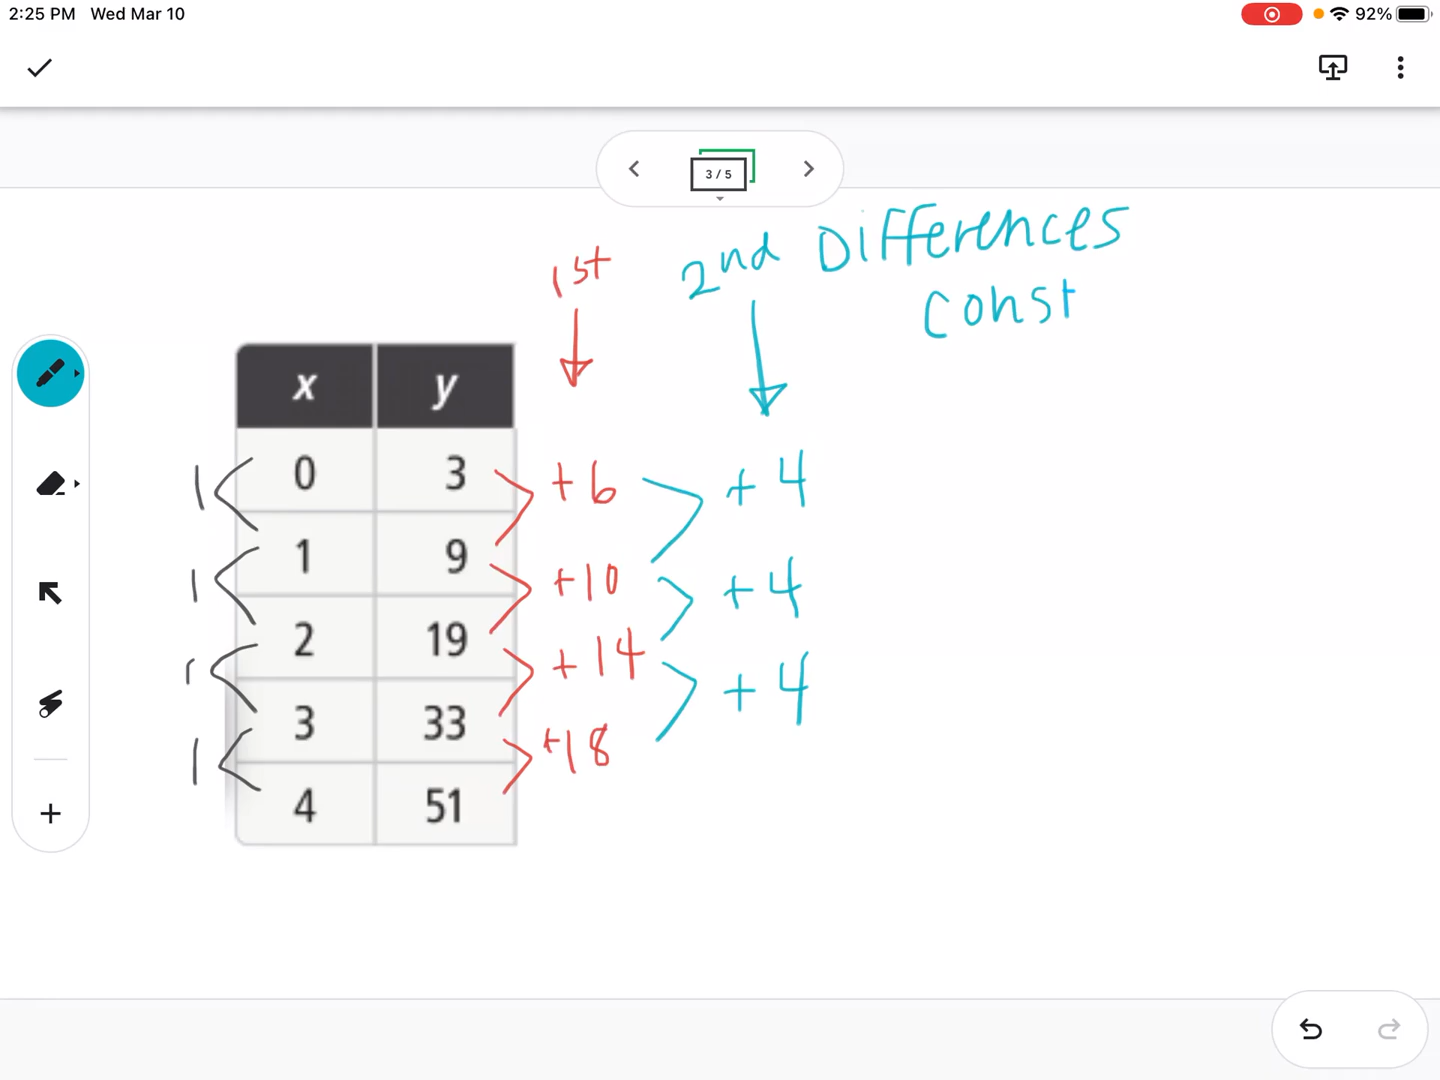 2:25 PM Wed Mar 10 92%
3 / 5
1st 2nd Differences
const
x y
1 0 3 +6 +4
1 1 9 +10 +4
1 2 19 +14 +4
1 3 33 +18
4 51